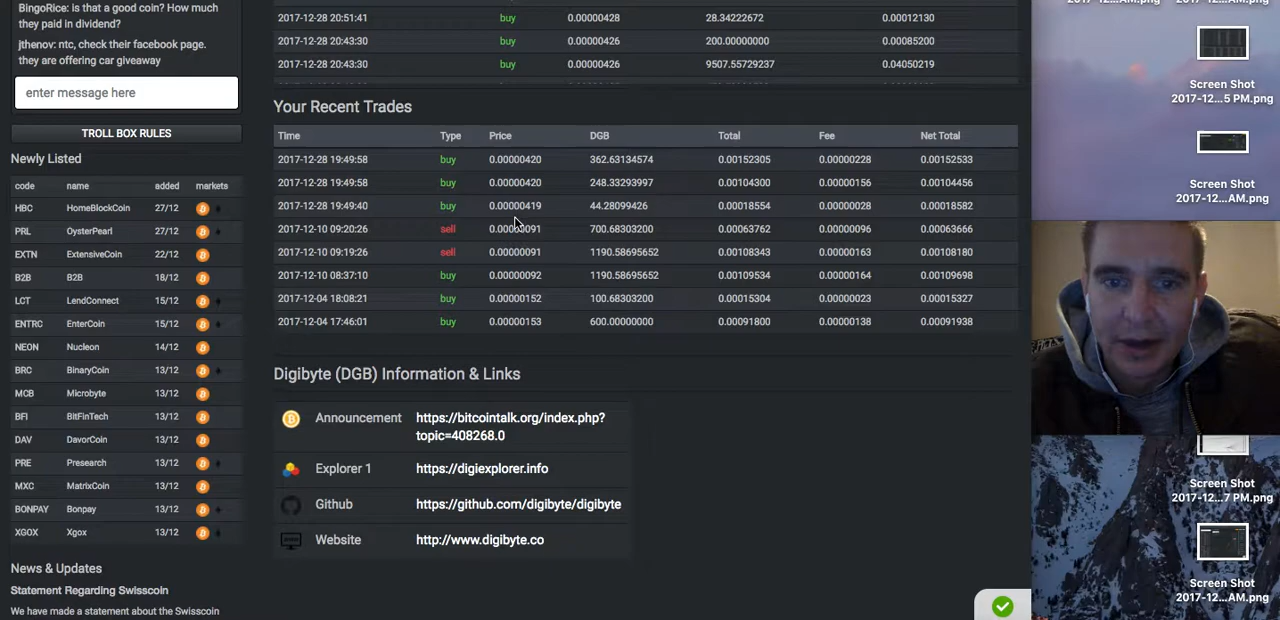 BingoRice: is that a good coin? How much
they paid in dividend?
jthenov: ntc, check their facebook page.
they are offering car giveaway
enter message here
TROLL BOX RULES
Newly Listed
code name added markets
HBC HomeBlockCoin 27/12
PRL OysterPearl 27/12
EXTN ExtensiveCoin 22/12
B2B B2B 18/12
LCT LendConnect 15/12
ENTRC EnterCoin 15/12
NEON Nucleon 14/12
BRC BinaryCoin 13/12
MCB Microbyte 13/12
BFI BitFinTech 13/12
DAV DavorCoin 13/12
PRE Presearch 13/12
MXC MatrixCoin 13/12
BONPAY Bonpay 13/12
XGOX Xgox 13/12
News & Updates
Statement Regarding Swisscoin
We have made a statement about the Swisscoin
2017-12-28 20:51:41 buy 0.00000428 28.34222672 0.00012130
2017-12-28 20:43:30 buy 0.00000426 200.00000000 0.00085200
2017-12-28 20:43:30 buy 0.00000426 9507.55729237 0.04050219
Your Recent Trades
Time Type Price DGB Total Fee Net Total
2017-12-28 19:49:58 buy 0.00000420 362.63134574 0.00152305 0.00000228 0.00152533
2017-12-28 19:49:58 buy 0.00000420 248.33293997 0.00104300 0.00000156 0.00104456
2017-12-28 19:49:40 buy 0.00000419 44.28099426 0.00018554 0.00000028 0.00018582
2017-12-10 09:20:26 sell 0.00000091 700.68303200 0.00063762 0.00000096 0.00063666
2017-12-10 09:19:26 sell 0.00000091 1190.58695652 0.00108343 0.00000163 0.00108180
2017-12-10 08:37:10 buy 0.00000092 1190.58695652 0.00109534 0.00000164 0.00109698
2017-12-04 18:08:21 buy 0.00000152 100.68303200 0.00015304 0.00000023 0.00015327
2017-12-04 17:46:01 buy 0.00000153 600.00000000 0.00091800 0.00000138 0.00091938
Digibyte (DGB) Information & Links
Announcement https://bitcointalk.org/index.php?
topic=408268.0
Explorer 1 https://digiexplorer.info
Github https://github.com/digibyte/digibyte
Website http://www.digibyte.co
Screen Shot
2017-12...5 PM.png
Screen Shot
2017-12...AM.png
Screen Shot
2017-12...7 PM.png
Screen Shot
2017-12...AM.png